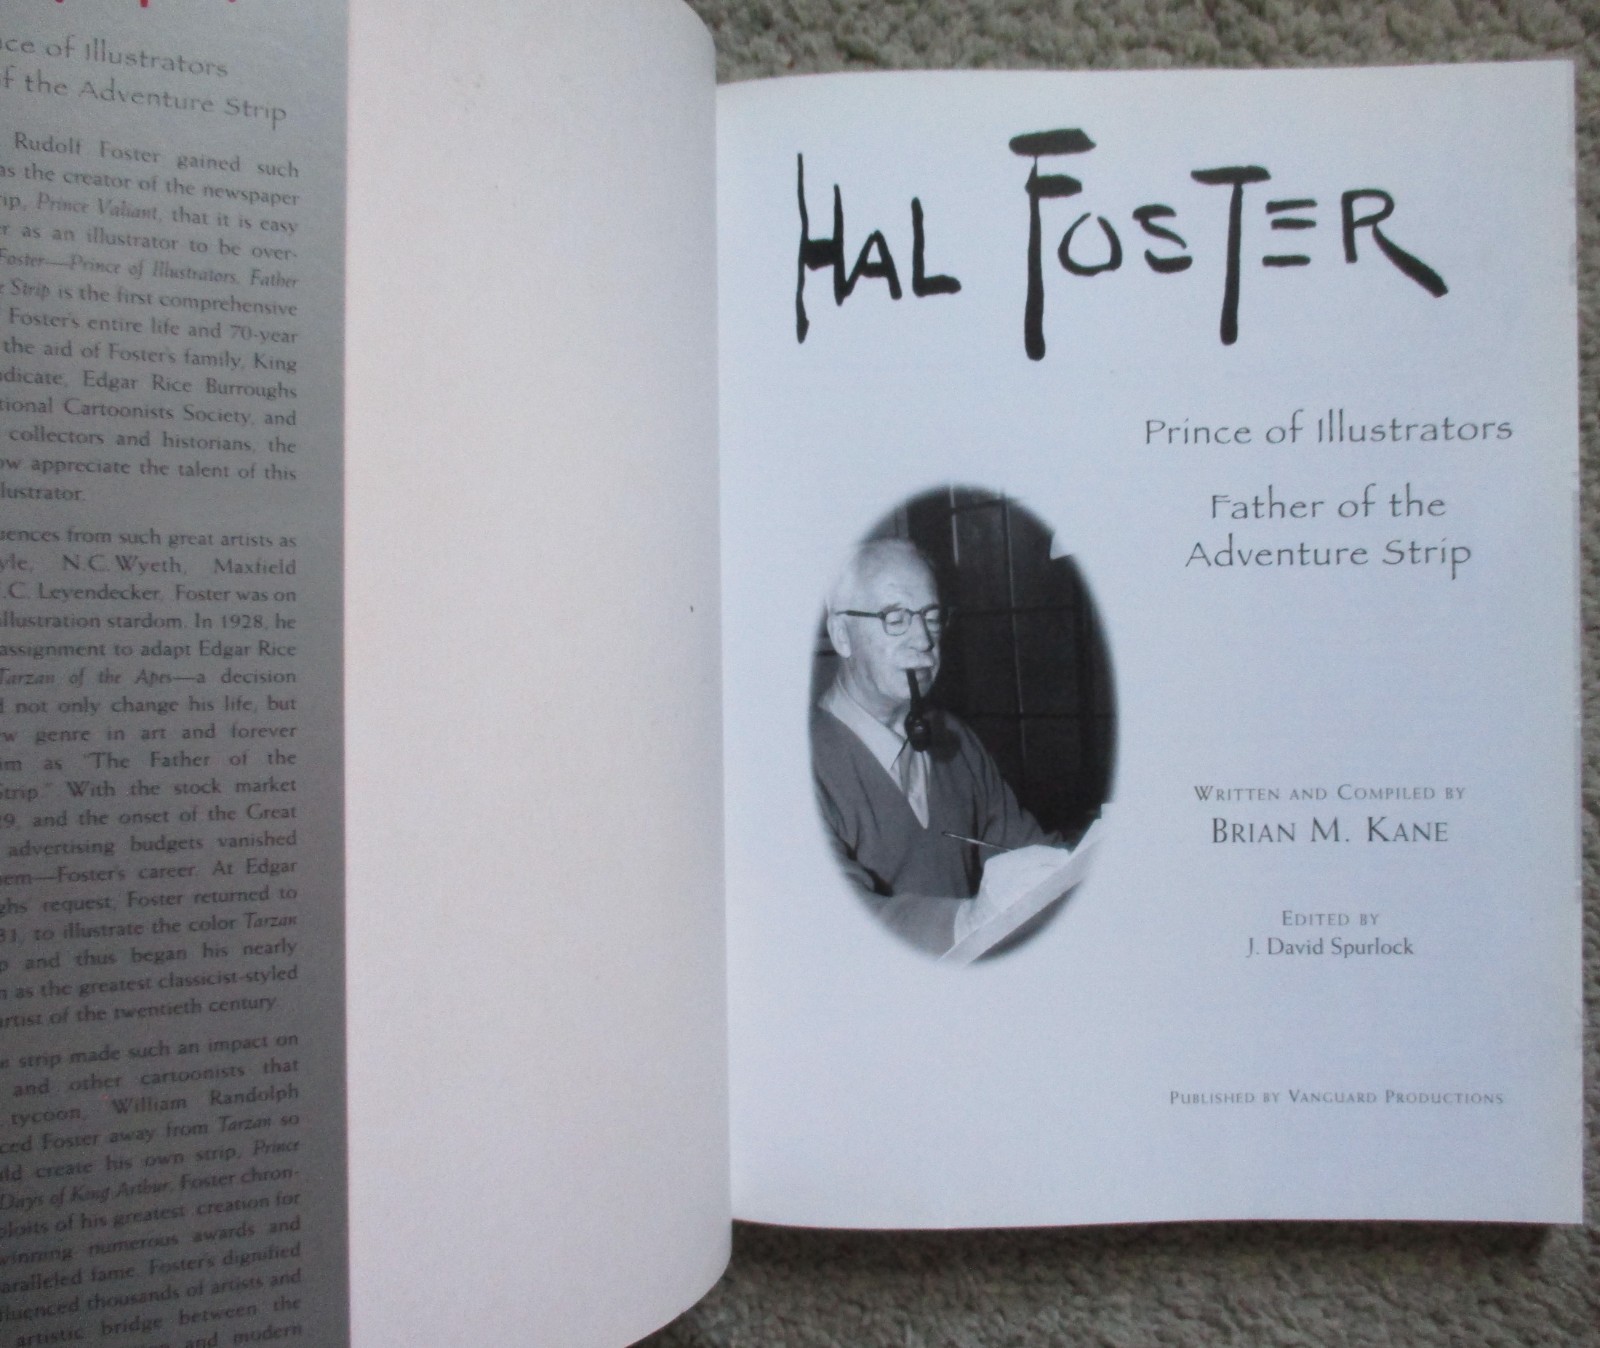 ce of Illustrators
f the Adventure Strip
Rudolf Foster gained such
as the creator of the newspaper
ip, Prince Valiant, that it is easy
r as an illustrator to be over-
Foster—Prince of Illustrators, Father
Strip is the first comprehensive
Foster's entire life and 70-year
the aid of Foster's family, King
dicate, Edgar Rice Burroughs
tional Cartoonists Society, and
collectors and historians, the
ow appreciate the talent of this
lustrator.
uences from such great artists as
yle, N.C. Wyeth, Maxfield
.C. Leyendecker, Foster was on
illustration stardom. In 1928, he
assignment to adapt Edgar Rice
Tarzan of the Apes—a decision
d not only change his life, but
w genre in art and forever
im as "The Father of the
Strip." With the stock market
29, and the onset of the Great
advertising budgets vanished
em—Foster's career. At Edgar
ghs' request, Foster returned to
31, to illustrate the color Tarzan
p and thus began his nearly
n as the greatest classicist-styled
artist of the twentieth century.
n strip made such an impact on
and other cartoonists that
tycoon, William Randolph
ced Foster away from Tarzan so
ld create his own strip, Prince
Days of King Arthur. Foster chron-
ploits of his greatest creation for
winning numerous awards and
aralleled fame. Foster's dignified
fluenced thousands of artists and
artistic bridge between the
and modern
HAL FOSTER
Prince of Illustrators
Father of the
Adventure Strip
WRITTEN AND COMPILED BY
BRIAN M. KANE
EDITED BY
J. David Spurlock
PUBLISHED BY VANGUARD PRODUCTIONS